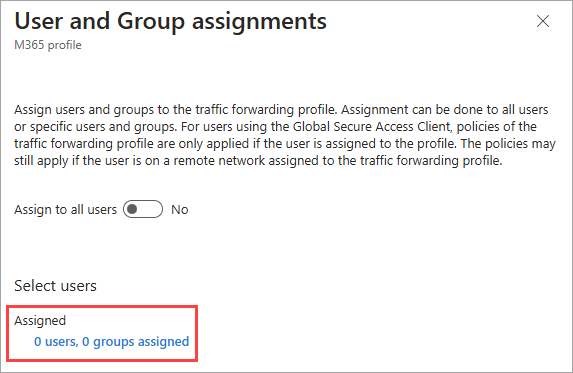 User and Group assignments
M365 profile
Assign users and groups to the traffic forwarding profile. Assignment can be done to all users
or specific users and groups. For users using the Global Secure Access Client, policies of the
traffic forwarding profile are only applied if the user is assigned to the profile. The policies may
still apply if the user is on a remote network assigned to the traffic forwarding profile.
Assign to all users No
Select users
Assigned
0 users, 0 groups assigned